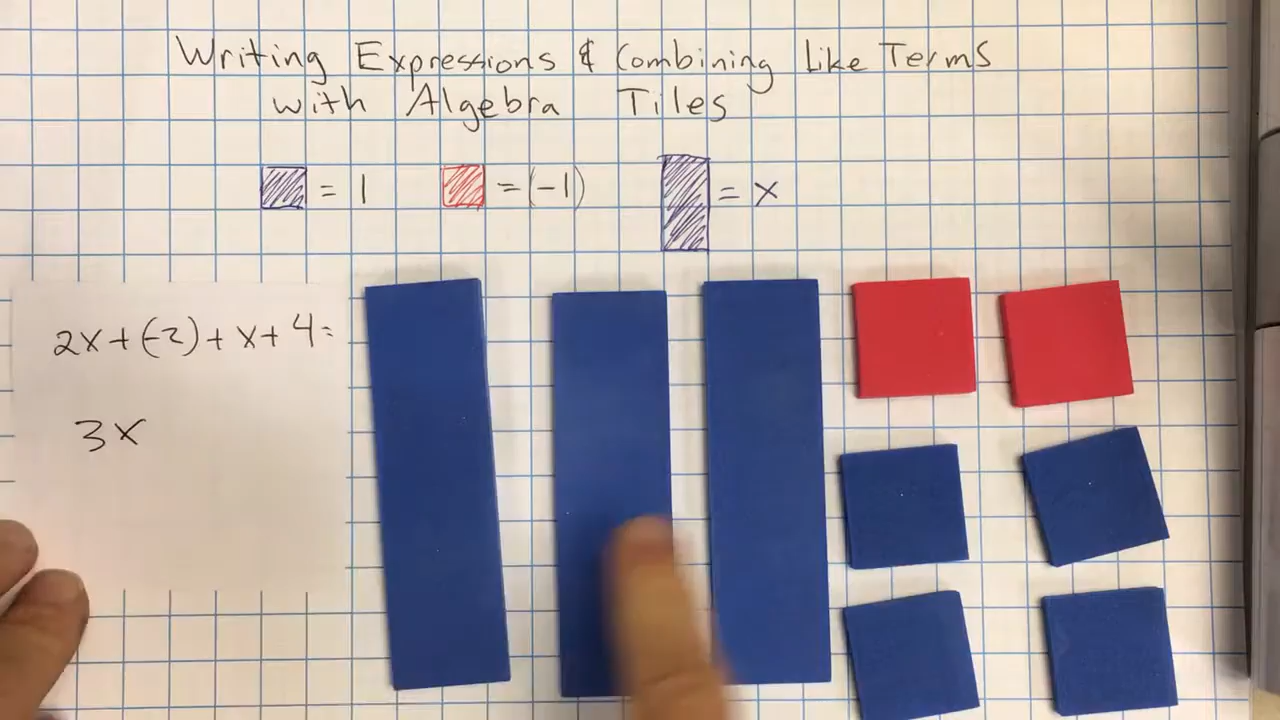 Writing Expressions & Combining Like Terms
with Algebra Tiles
= 1 = (-1) = x
2x + (-2) + x + 4 =
3x